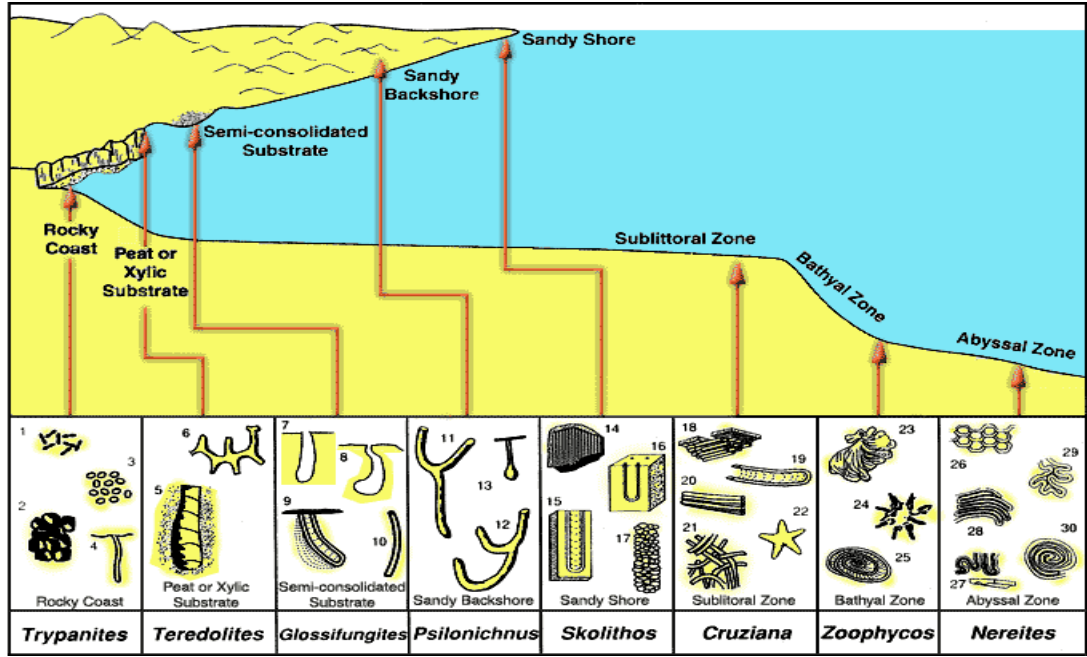 Sandy Shore
Sandy
Backshore
Semi-consolidated
Substrate
Rocky
Coast
Peat or
Xylic
Substrate
Sublittoral Zone
Bathyal Zone
Abyssal Zone
1
2
3
4
Rocky Coast
Trypanites
5
6
Peat or Xylic
Substrate
Teredolites
7
8
9
10
Semi-consolidated
Substrate
Glossifungites
11
12
13
Sandy Backshore
Psilonichnus
14
15
16
17
Sandy Shore
Skolithos
18
19
20
21
22
Sublitoral Zone
Cruziana
23
24
25
Bathyal Zone
Zoophycos
26
27
28
29
30
Abyssal Zone
Nereites